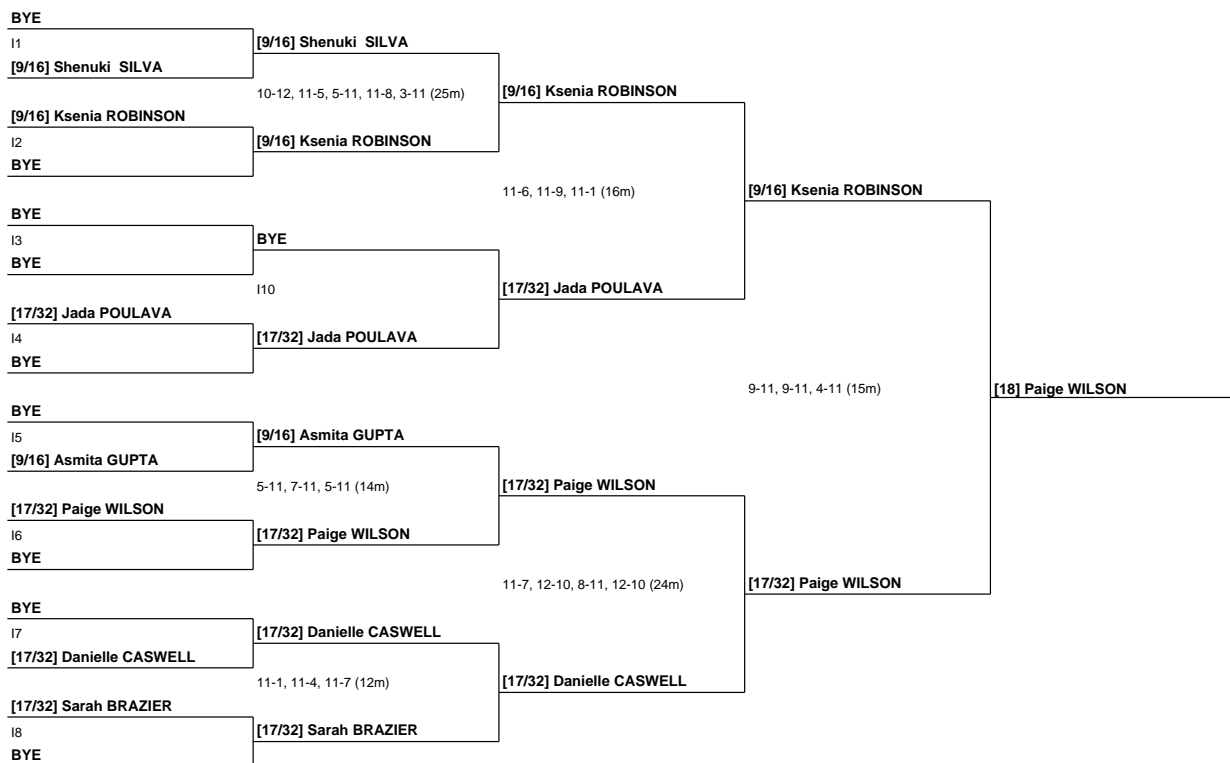 BYE
I1
[9/16] Shenuki  SILVA
[9/16] Shenuki  SILVA
10-12, 11-5, 5-11, 11-8, 3-11 (25m)
[9/16] Ksenia ROBINSON
[9/16] Ksenia ROBINSON
I2
[9/16] Ksenia ROBINSON
BYE
11-6, 11-9, 11-1 (16m)
[9/16] Ksenia ROBINSON
BYE
I3
BYE
BYE
I10
[17/32] Jada POULAVA
[17/32] Jada POULAVA
I4
[17/32] Jada POULAVA
BYE
9-11, 9-11, 4-11 (15m)
[18] Paige WILSON
BYE
I5
[9/16] Asmita GUPTA
[9/16] Asmita GUPTA
5-11, 7-11, 5-11 (14m)
[17/32] Paige WILSON
[17/32] Paige WILSON
I6
[17/32] Paige WILSON
BYE
11-7, 12-10, 8-11, 12-10 (24m)
[17/32] Paige WILSON
BYE
I7
[17/32] Danielle CASWELL
[17/32] Danielle CASWELL
11-1, 11-4, 11-7 (12m)
[17/32] Danielle CASWELL
[17/32] Sarah BRAZIER
I8
[17/32] Sarah BRAZIER
BYE